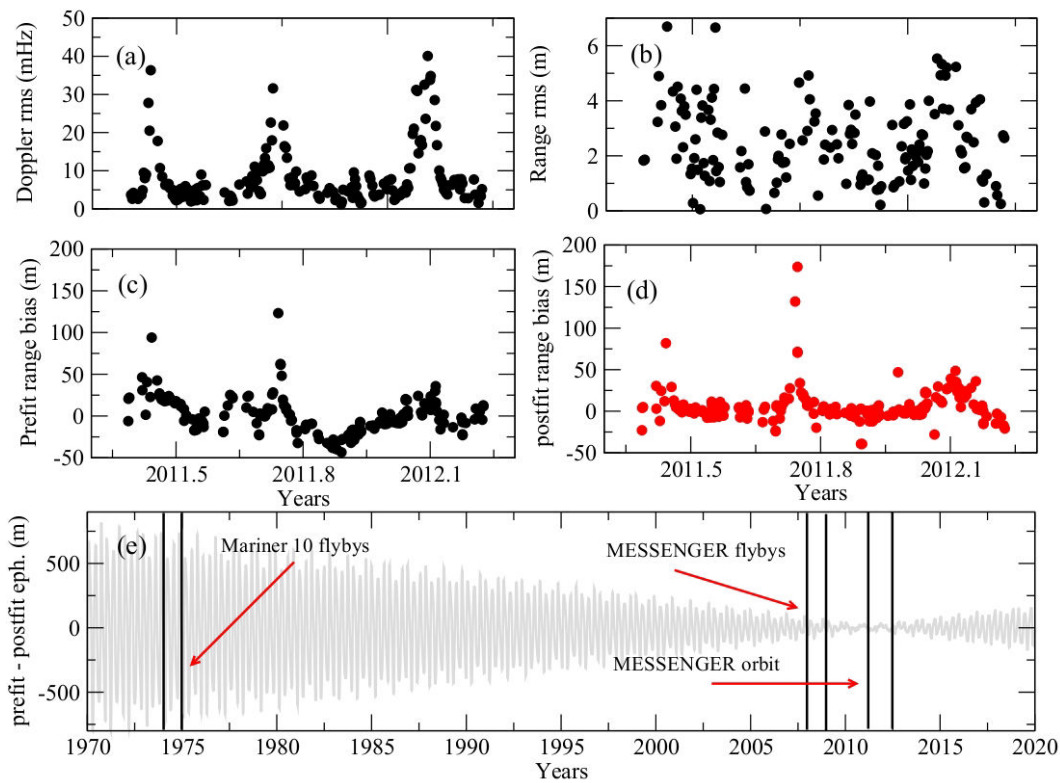 50
40
30
20
10
0
Doppler rms (mHz)
(a)
6
4
2
0
Range rms (m)
(b)
200
150
100
50
0
-50
Prefit range bias (m)
(c)
2011.5 2011.8 2012.1
Years
200
150
100
50
0
-50
postfit range bias (m)
(d)
2011.5 2011.8 2012.1
Years
500
0
-500
prefit - postfit eph. (m)
(e)
Mariner 10 flybys
MESSENGER flybys
MESSENGER orbit
1970 1975 1980 1985 1990 1995 2000 2005 2010 2015 2020
Years